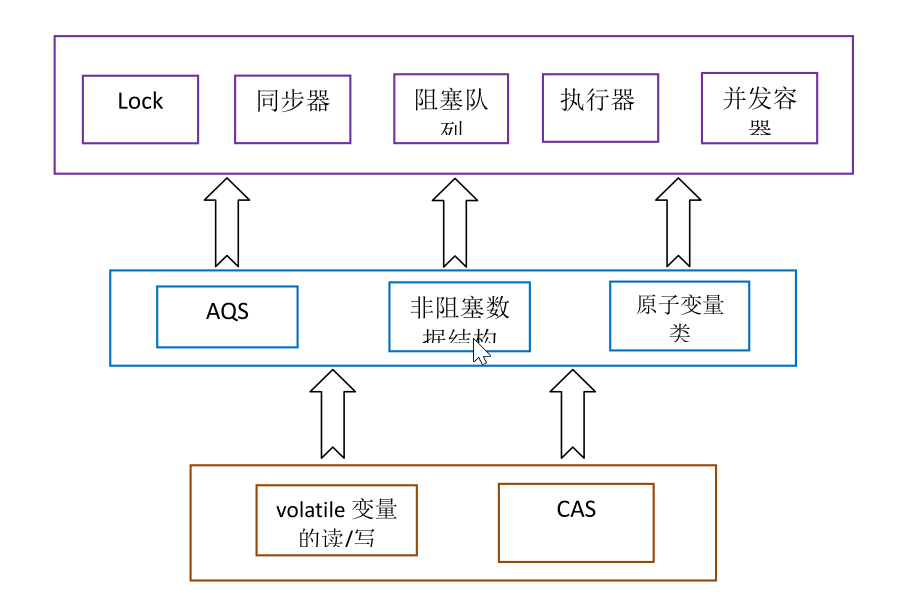 Lock
同步器
阻塞队
列
执行器
并发容
器
AQS
非阻塞数
据结构
原子变量
类
volatile 变量
的读/写
CAS